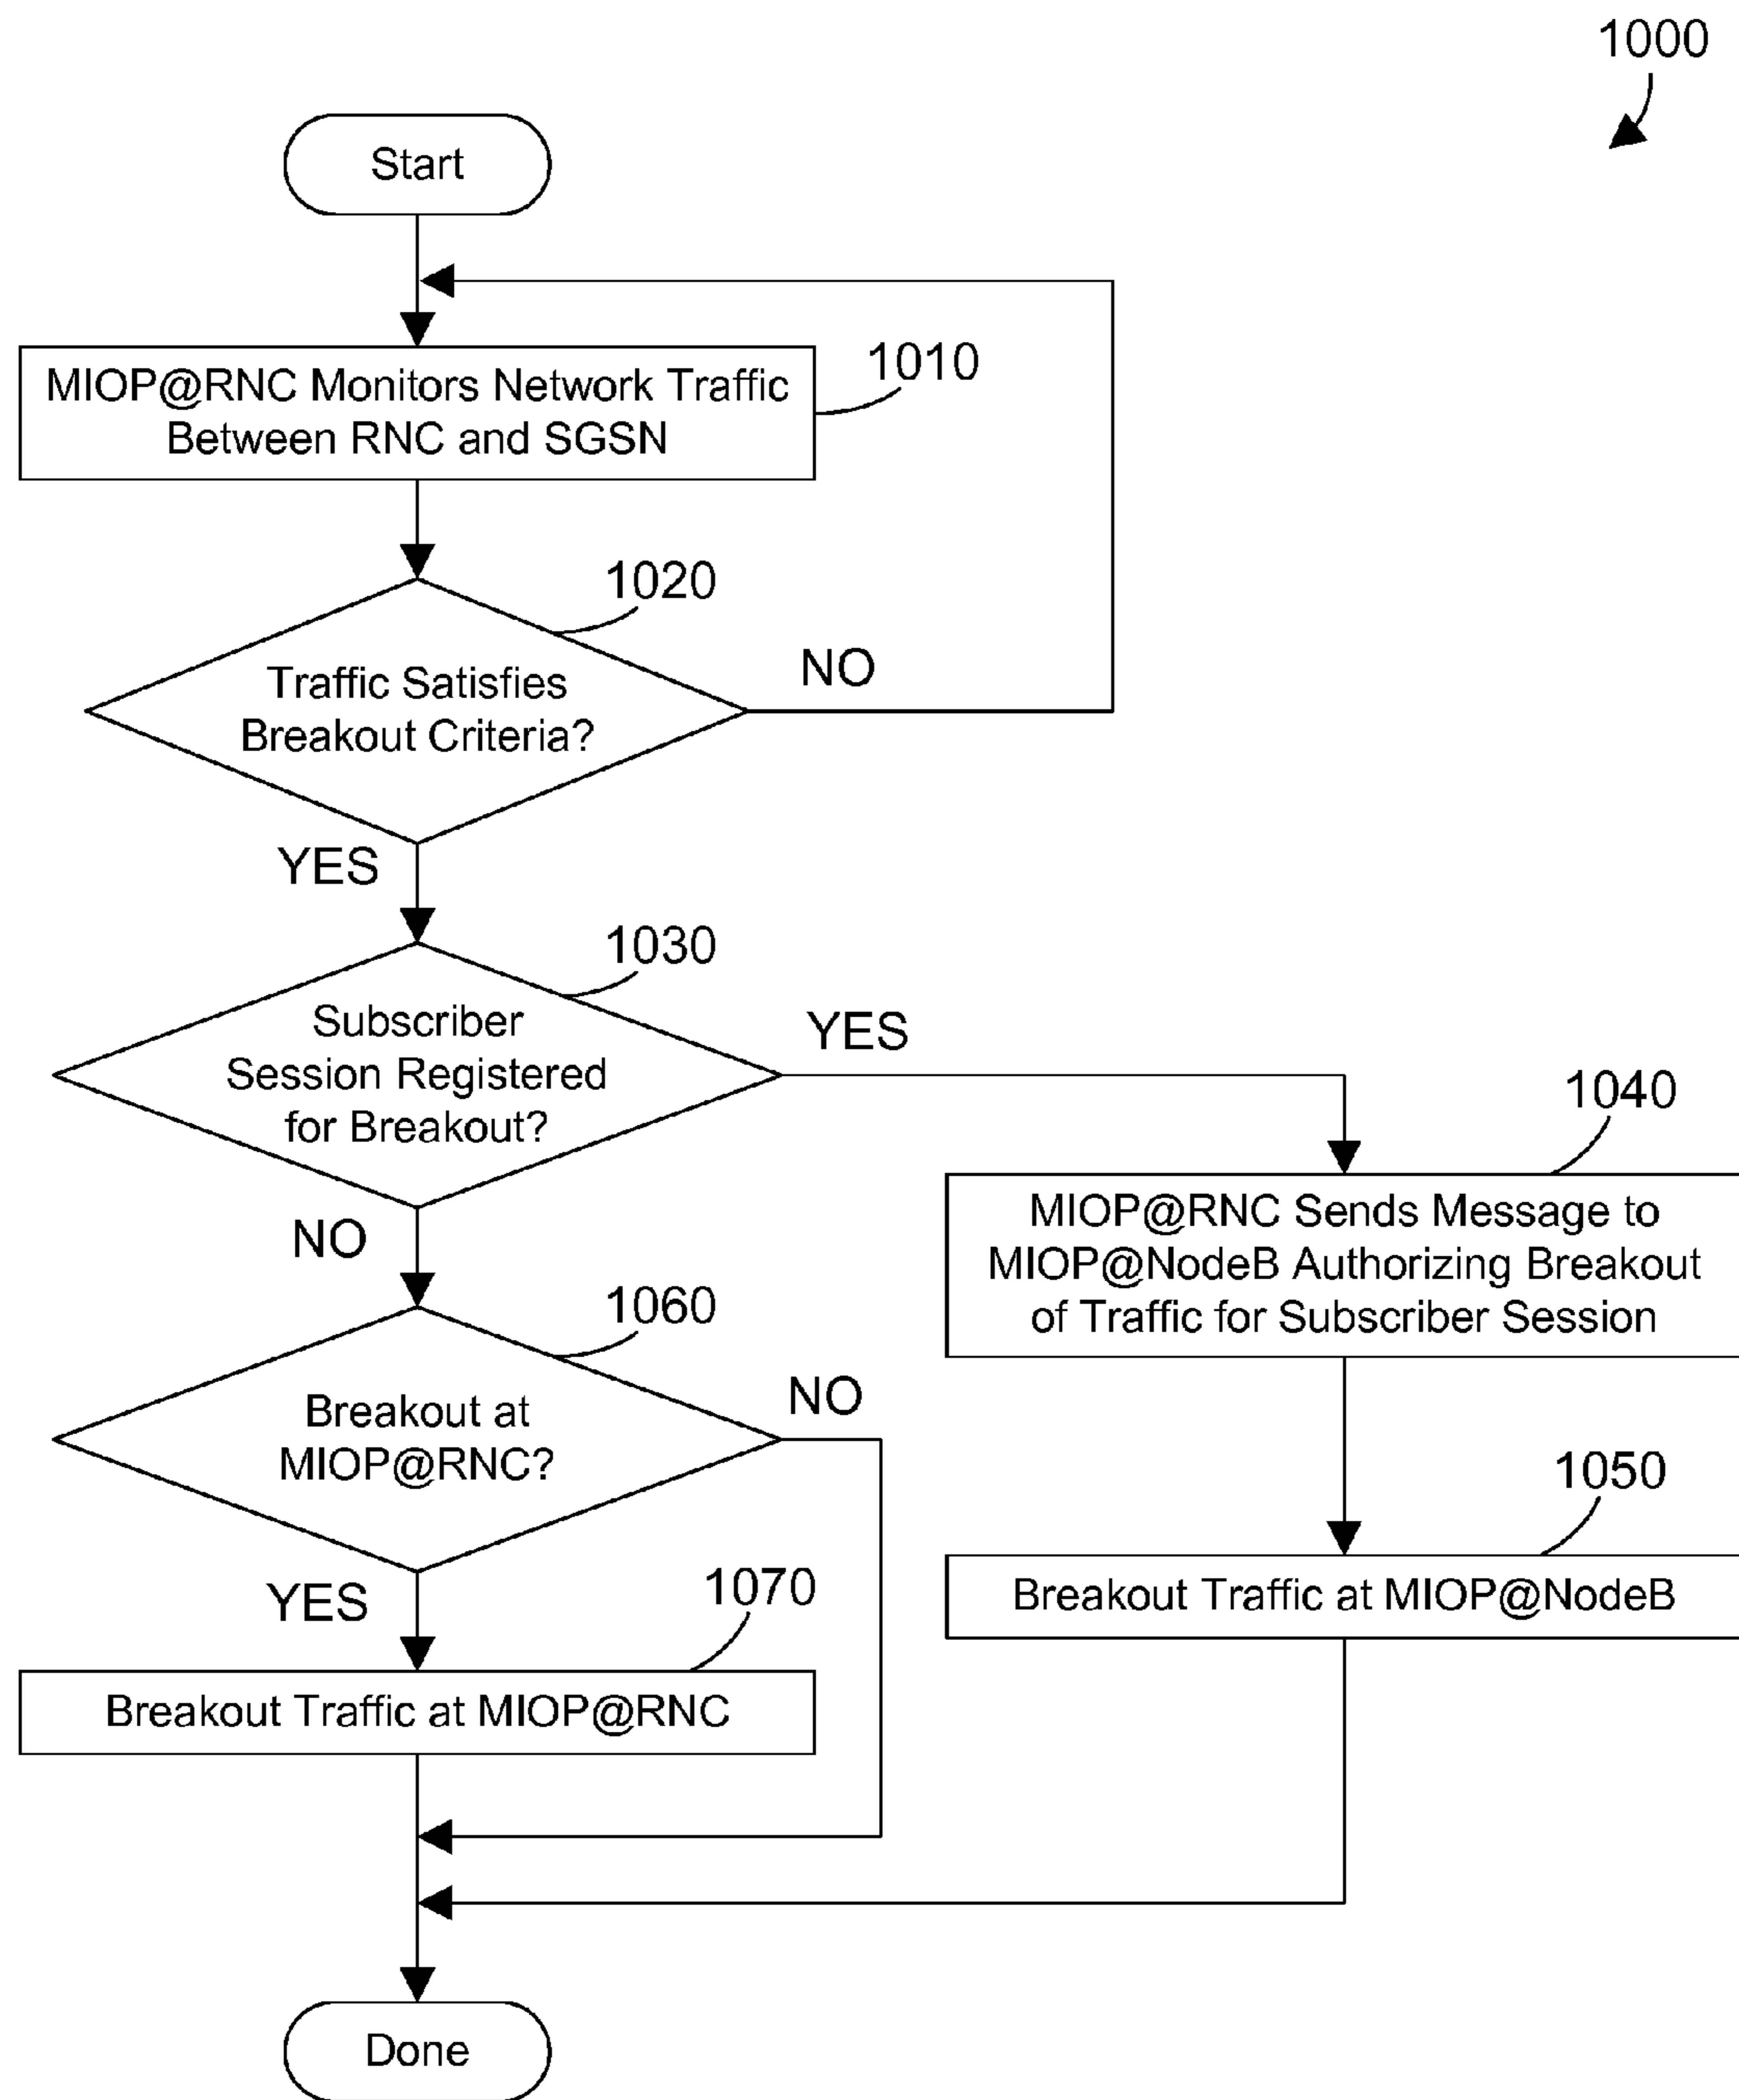 1000
Start
MIOP@RNC Monitors Network Traffic
Between RNC and SGSN
1010
1020
Traffic Satisfies
Breakout Criteria?
NO
YES
1030
Subscriber
Session Registered
for Breakout?
YES
NO
1040
MIOP@RNC Sends Message to
MIOP@NodeB Authorizing Breakout
of Traffic for Subscriber Session
1060
Breakout at
MIOP@RNC?
NO
YES
1050
Breakout Traffic at MIOP@NodeB
1070
Breakout Traffic at MIOP@RNC
Done